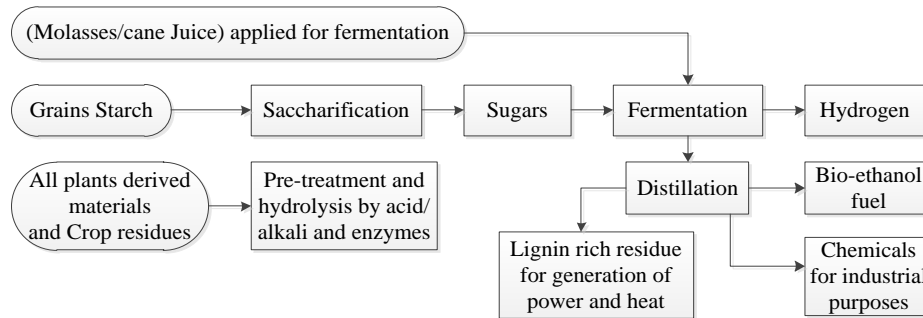 (Molasses/cane Juice) applied for fermentation
Grains Starch
Saccharification
Sugars
Fermentation
Hydrogen
All plants derived
materials
and Crop residues
Pre-treatment and
hydrolysis by acid/
alkali and enzymes
Distillation
Bio-ethanol
fuel
Lignin rich residue
for generation of
power and heat
Chemicals
for industrial
purposes